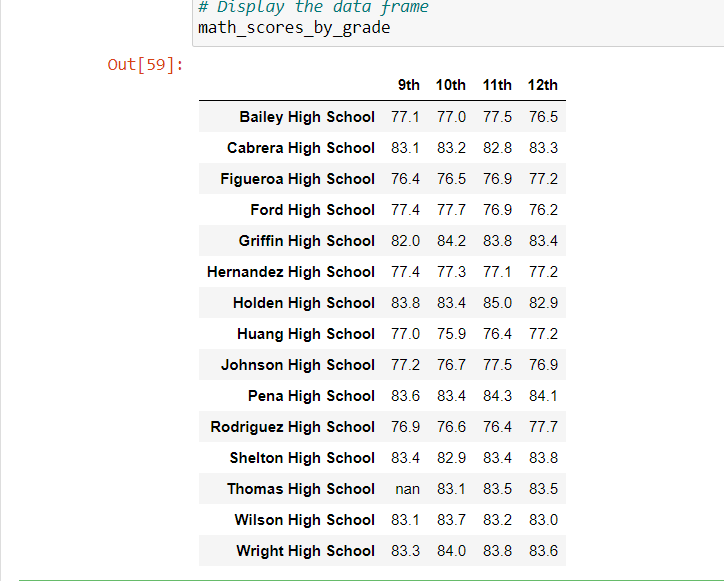 # Display the data frame
math_scores_by_grade
Out[59]:
9th 10th 11th 12th
Bailey High School 77.1 77.0 77.5 76.5
Cabrera High School 83.1 83.2 82.8 83.3
Figueroa High School 76.4 76.5 76.9 77.2
Ford High School 77.4 77.7 76.9 76.2
Griffin High School 82.0 84.2 83.8 83.4
Hernandez High School 77.4 77.3 77.1 77.2
Holden High School 83.8 83.4 85.0 82.9
Huang High School 77.0 75.9 76.4 77.2
Johnson High School 77.2 76.7 77.5 76.9
Pena High School 83.6 83.4 84.3 84.1
Rodriguez High School 76.9 76.6 76.4 77.7
Shelton High School 83.4 82.9 83.4 83.8
Thomas High School nan 83.1 83.5 83.5
Wilson High School 83.1 83.7 83.2 83.0
Wright High School 83.3 84.0 83.8 83.6